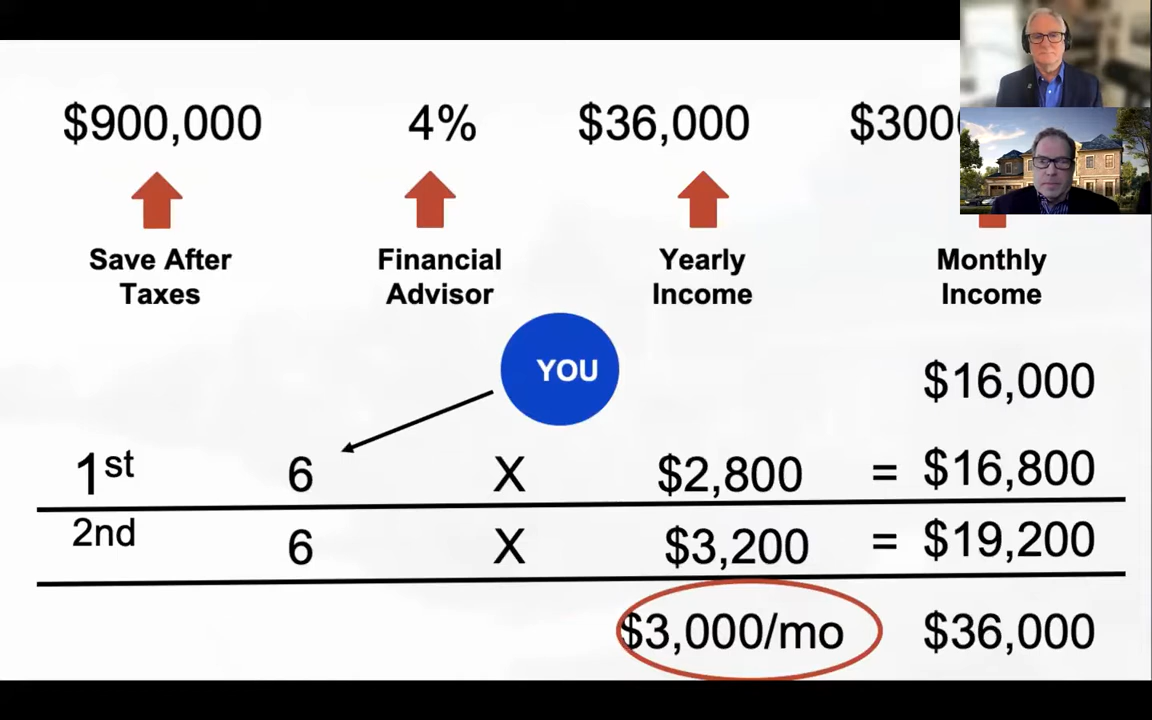 $900,000 4% $36,000 $300
Save After Financial Yearly Monthly
Taxes Advisor Income Income
YOU
$16,000
1st 6 X $2,800 = $16,800
2nd 6 X $3,200 = $19,200
$3,000/mo $36,000